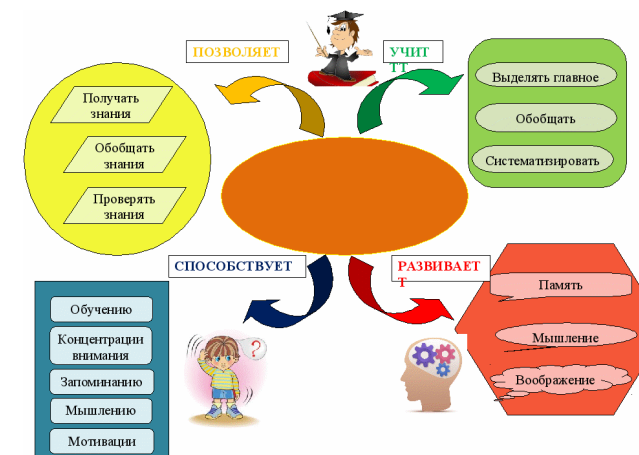 ПОЗВОЛЯЕТ
УЧИТ
ТТ
Получать
знания
Обобщать
знания
Проверять
знания
Выделять главное
Обобщать
Систематизировать
СПОСОБСТВУЕТ
РАЗВИВАЕТ
Т
Обучению
Концентрации
внимания
Запоминанию
Мышлению
Мотивации
?
Память
Мышление
Воображение